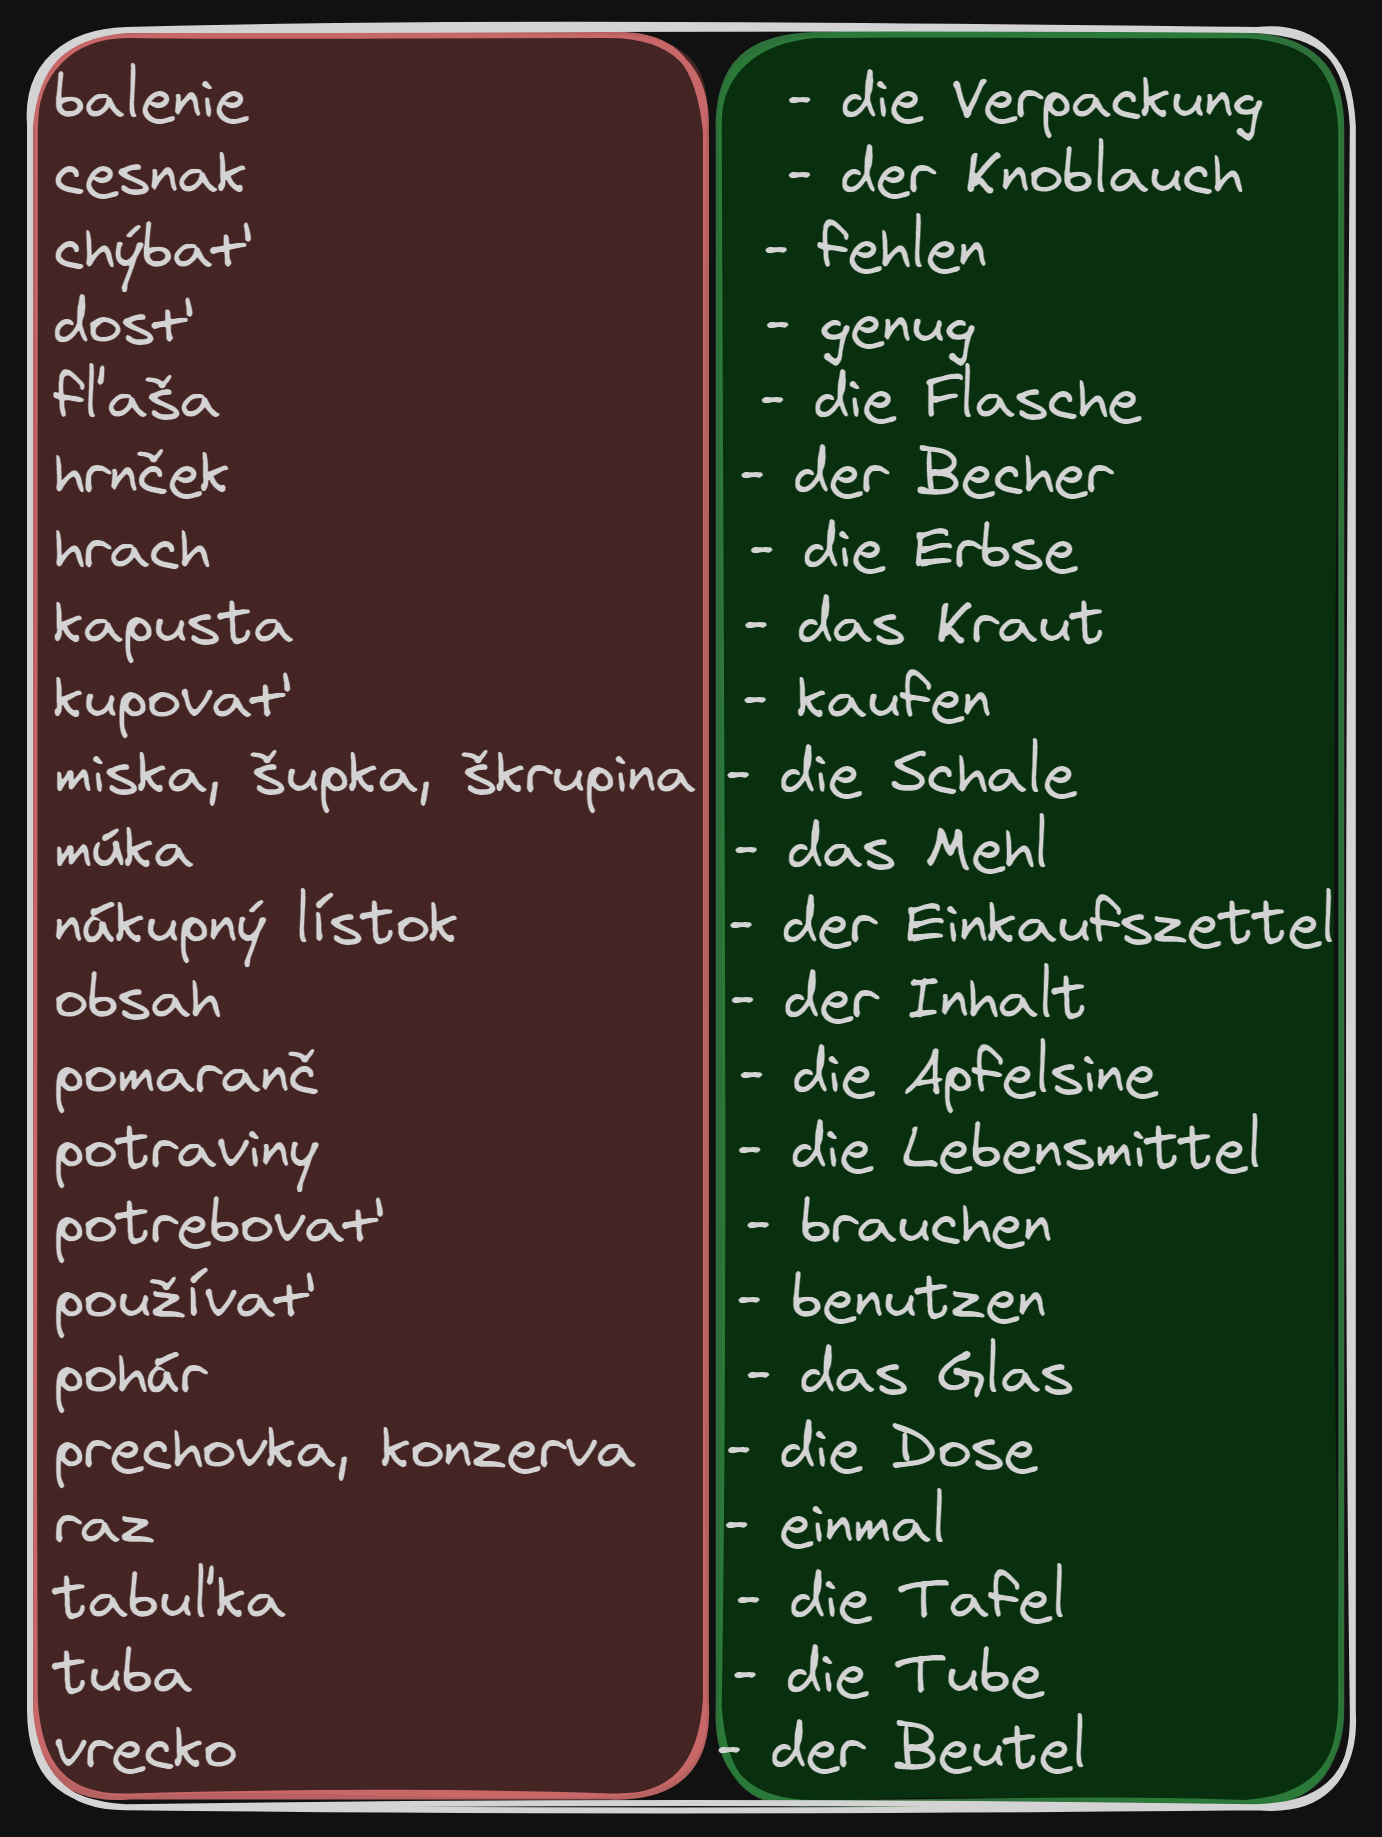 balenie - die Verpackung
cesnak - der Knoblauch
chýbať - fehlen
dosť - genug
fľaša - die Flasche
hrnček - der Becher
hrach - die Erbse
kapusta - das Kraut
kupovať - kaufen
miska, šupka, škrupina - die Schale
múka - das Mehl
nákupný lístok - der Einkaufszettel
obsah - der Inhalt
pomaranč - die Apfelsine
potraviny - die Lebensmittel
potrebovať - brauchen
používať - benutzen
pohár - das Glas
prechovka, konzerva - die Dose
raz - einmal
tabuľka - die Tafel
tuba - die Tube
vrecko - der Beutel